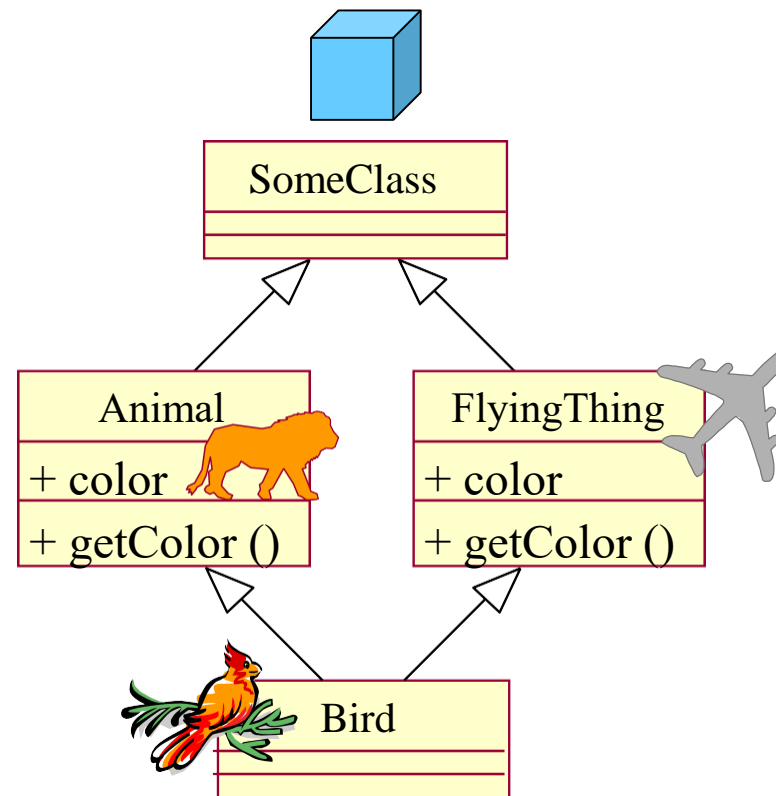 SomeClass
Animal
+ color
+ getColor ()
FlyingThing
+ color
+ getColor ()
Bird